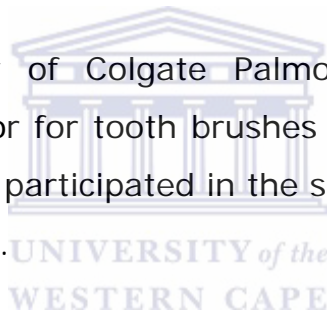 of Colgate Palmo
or for tooth brushes
participated in the s
.
UNIVERSITY of the
WESTERN CAPE